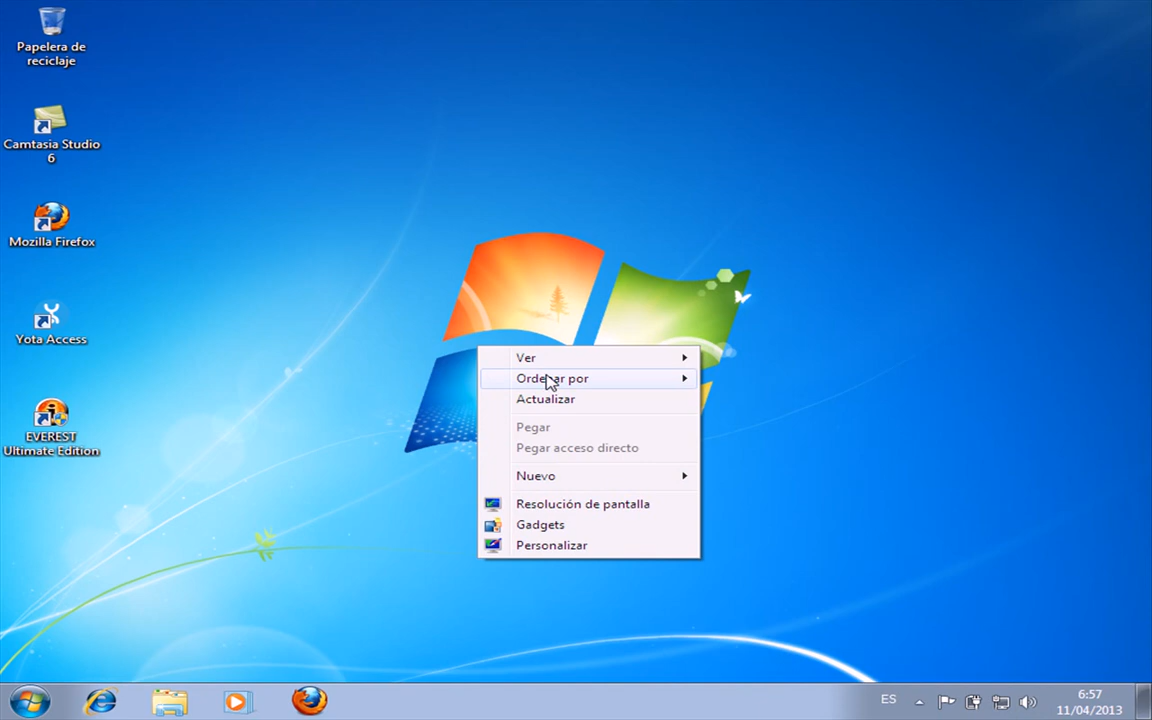 Papelera de
reciclaje
Camtasia Studio
6
Mozilla Firefox
Yota Access
EVEREST
Ultimate Edition
Ver
Ordenar por
Actualizar
Pegar
Pegar acceso directo
Nuevo
Resolución de pantalla
Gadgets
Personalizar
ES
6:57
11/04/2013